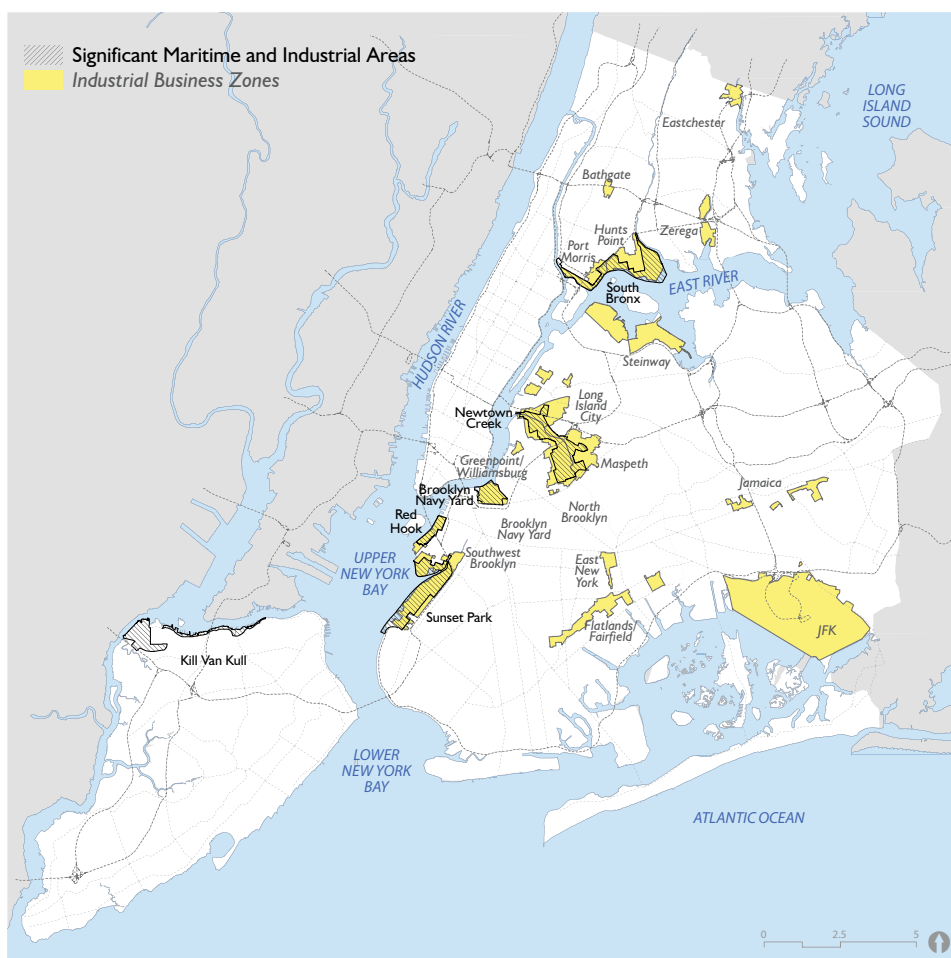 Significant Maritime and Industrial Areas
Industrial Business Zones
LONG
ISLAND
SOUND
Eastchester
Bathgate
Hunts
Point
Zerega
Port
Morris
EAST RIVER
South
Bronx
HUDSON RIVER
Steinway
Long
Island
City
Newtown
Creek
Greenpoint/
Williamsburg
Maspeth
Brooklyn
Navy Yard
Jamaica
North
Brooklyn
Red
Hook
Brooklyn
Navy Yard
Southwest
Brooklyn
UPPER
NEW YORK
BAY
East
New
York
Sunset Park
Flatlands/
Fairfield
JFK
Kill Van Kull
LOWER
NEW YORK
BAY
ATLANTIC OCEAN
0 2.5 5